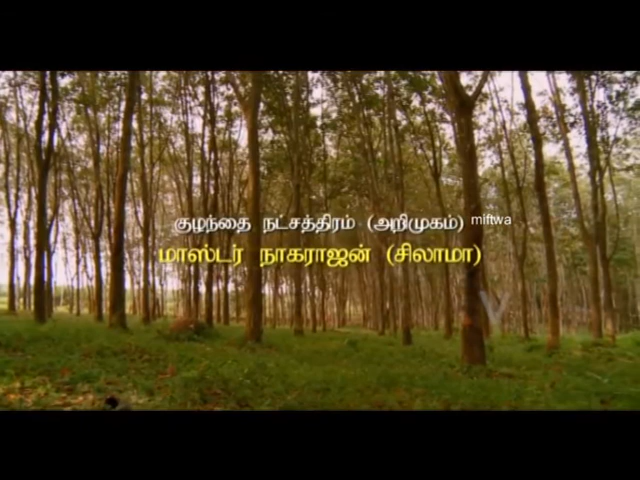 குழந்தை நட்சத்திரம் (அறிமுகம்) miftwa
மாஸ்டர் நாகராஜன் (சிலாமா)